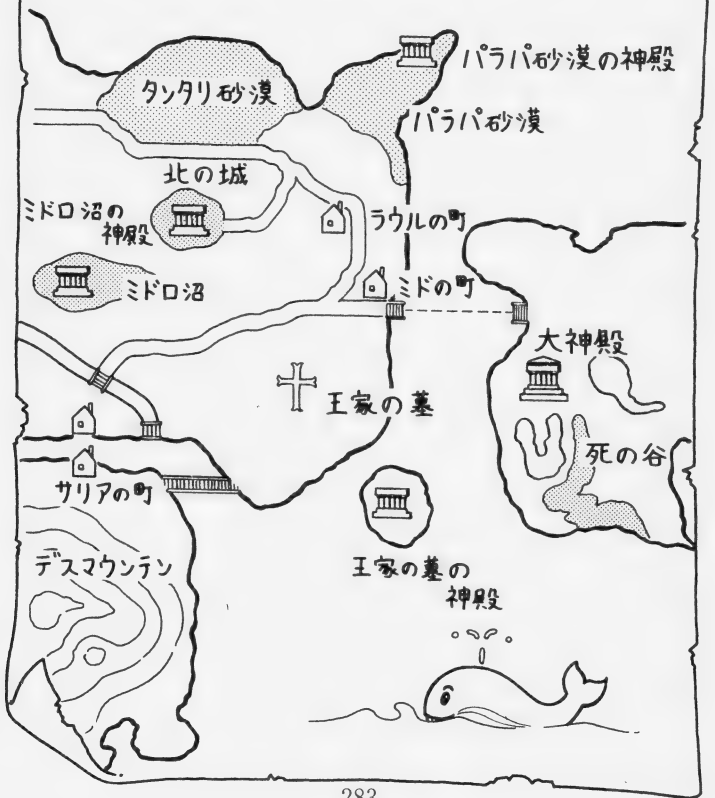 パラパ砂漠の神殿
タンタリ砂漠
パラパ砂漠
北の城
ミドロ沼の
神殿
ラウルの町
ミドロ沼
ミドの町
大神殿
王家の墓
死の谷
サリアの町
デスマウンテン
王家の墓の
神殿
283